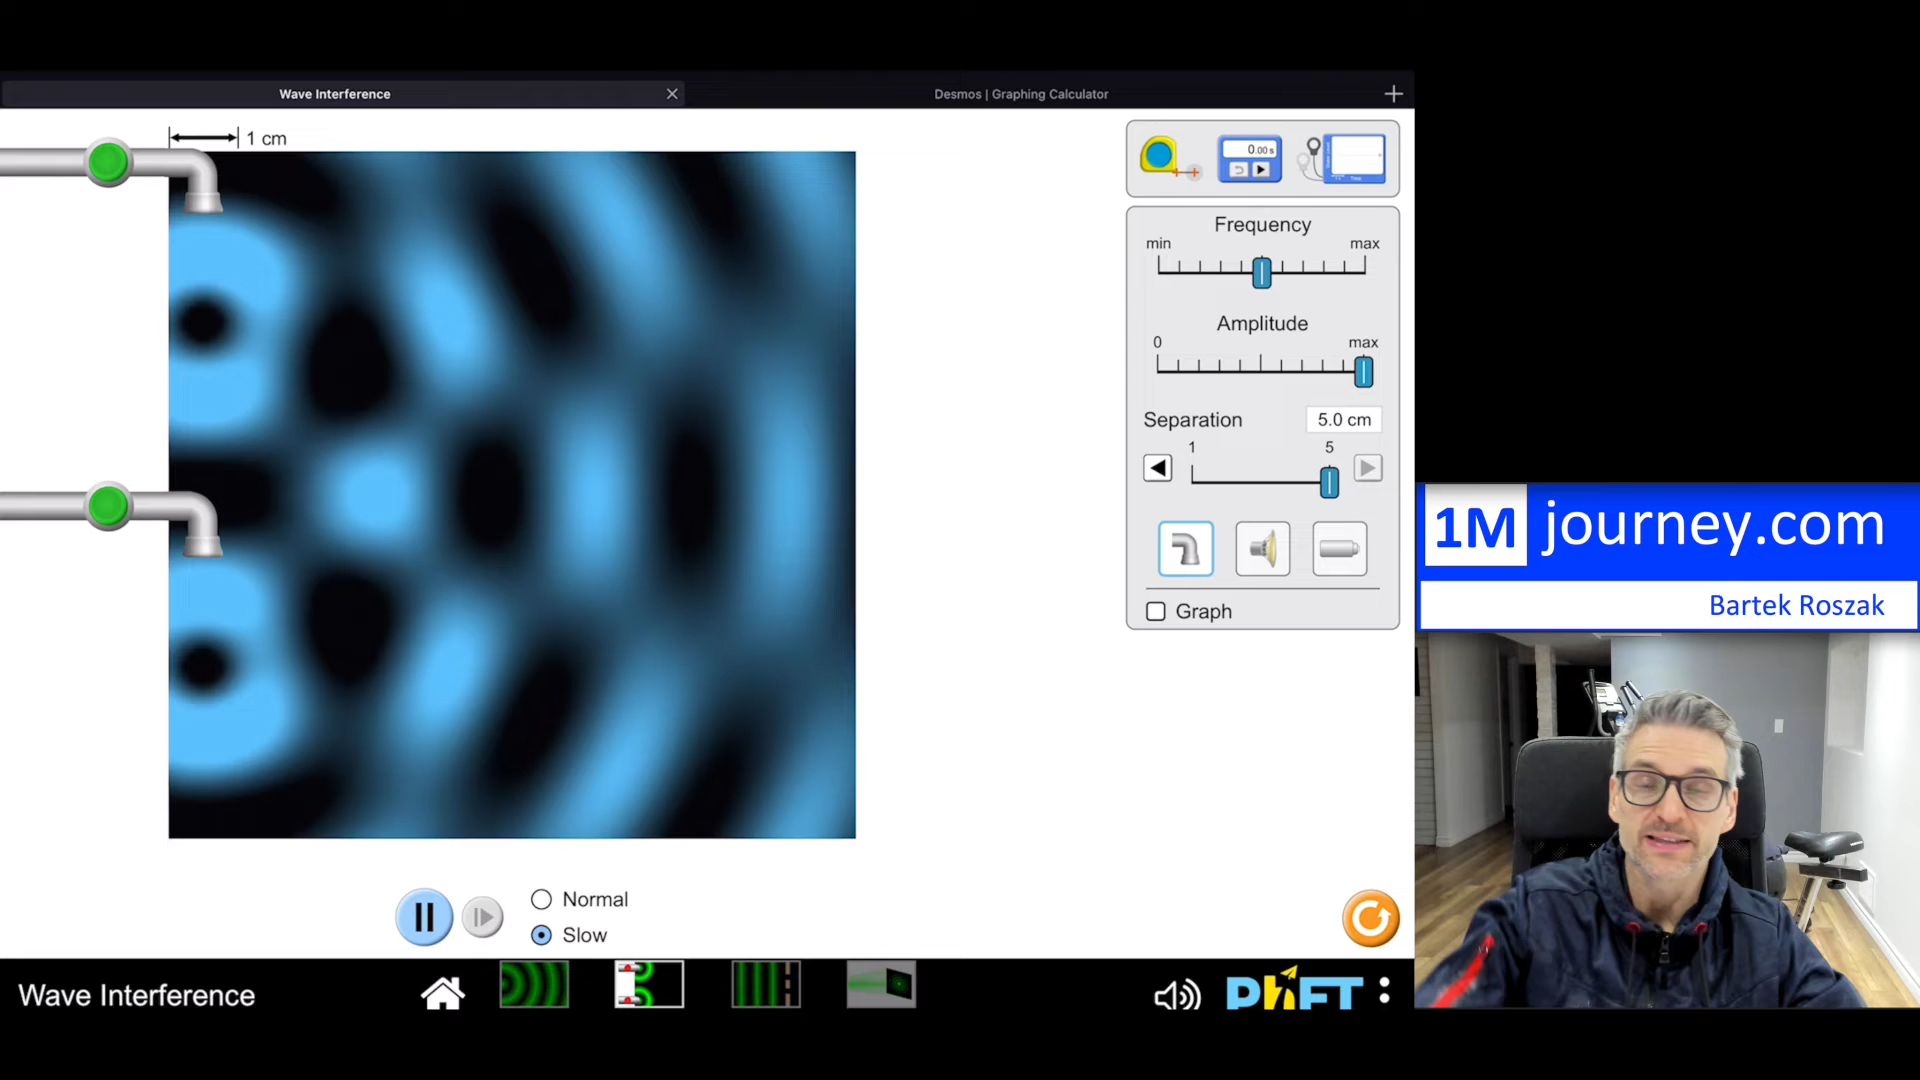 Wave Interference
Desmos | Graphing Calculator
1 cm
0.00 s
Frequency
min
max
Amplitude
0
max
Separation
5.0 cm
1
5
Graph
Normal
Slow
Wave Interference
PhET
1M journey.com
Bartek Roszak